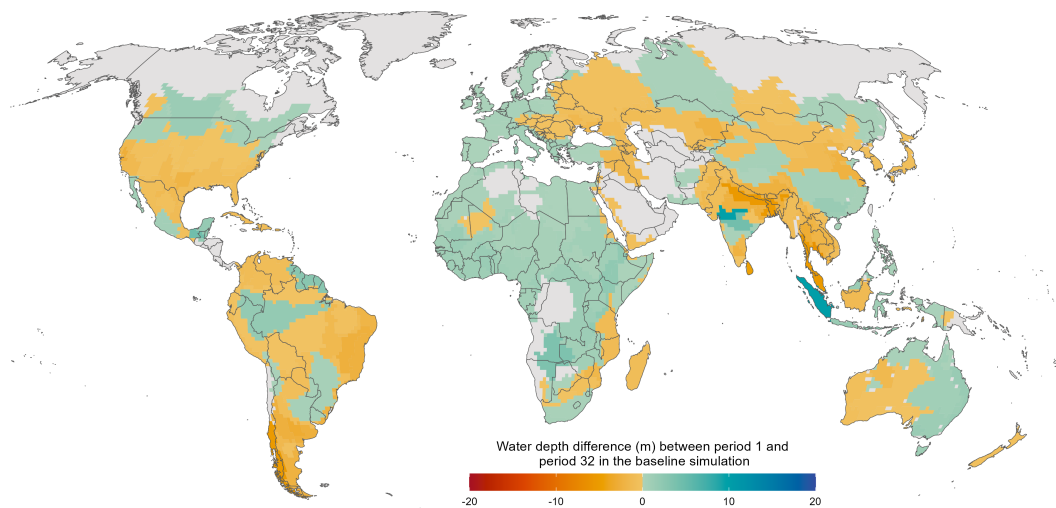 Water depth difference (m) between period 1 and
period 32 in the baseline simulation
-20 -10 0 10 20